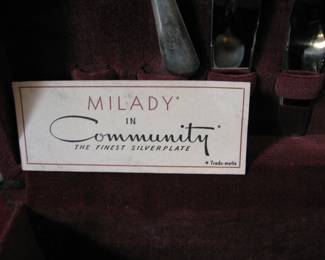 MILADY*
IN
Community*
THE FINEST SILVERPLATE
* Trade-marks